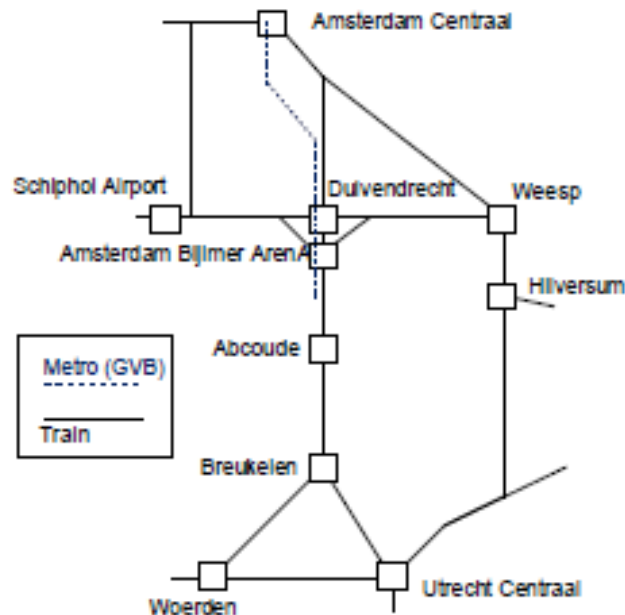 Amsterdam Centraal
Schiphol Airport
Duivendrecht
Weesp
Amsterdam Bijlmer ArenA
Hilversum
Abcoude
Metro (GVB)
Train
Breukelen
Utrecht Centraal
Woerden